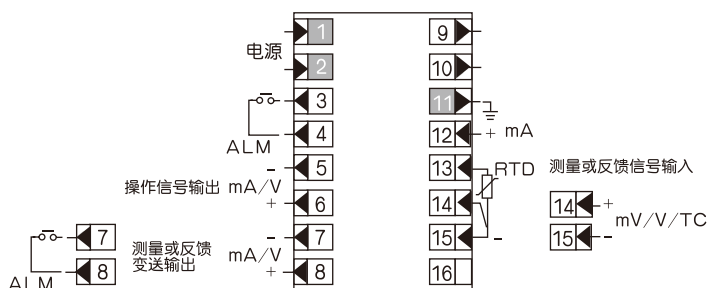 1
2
电源
3
4
ALM
5
-
操作信号输出 mA/V
6
+
7
-
测量或反馈
变送输出
mA/V
8
+
7
8
ALM
9
10
11
12
+ mA
13
RTD
14
15
-
16
测量或反馈信号输入
14
+
mV/V/TC
15
-